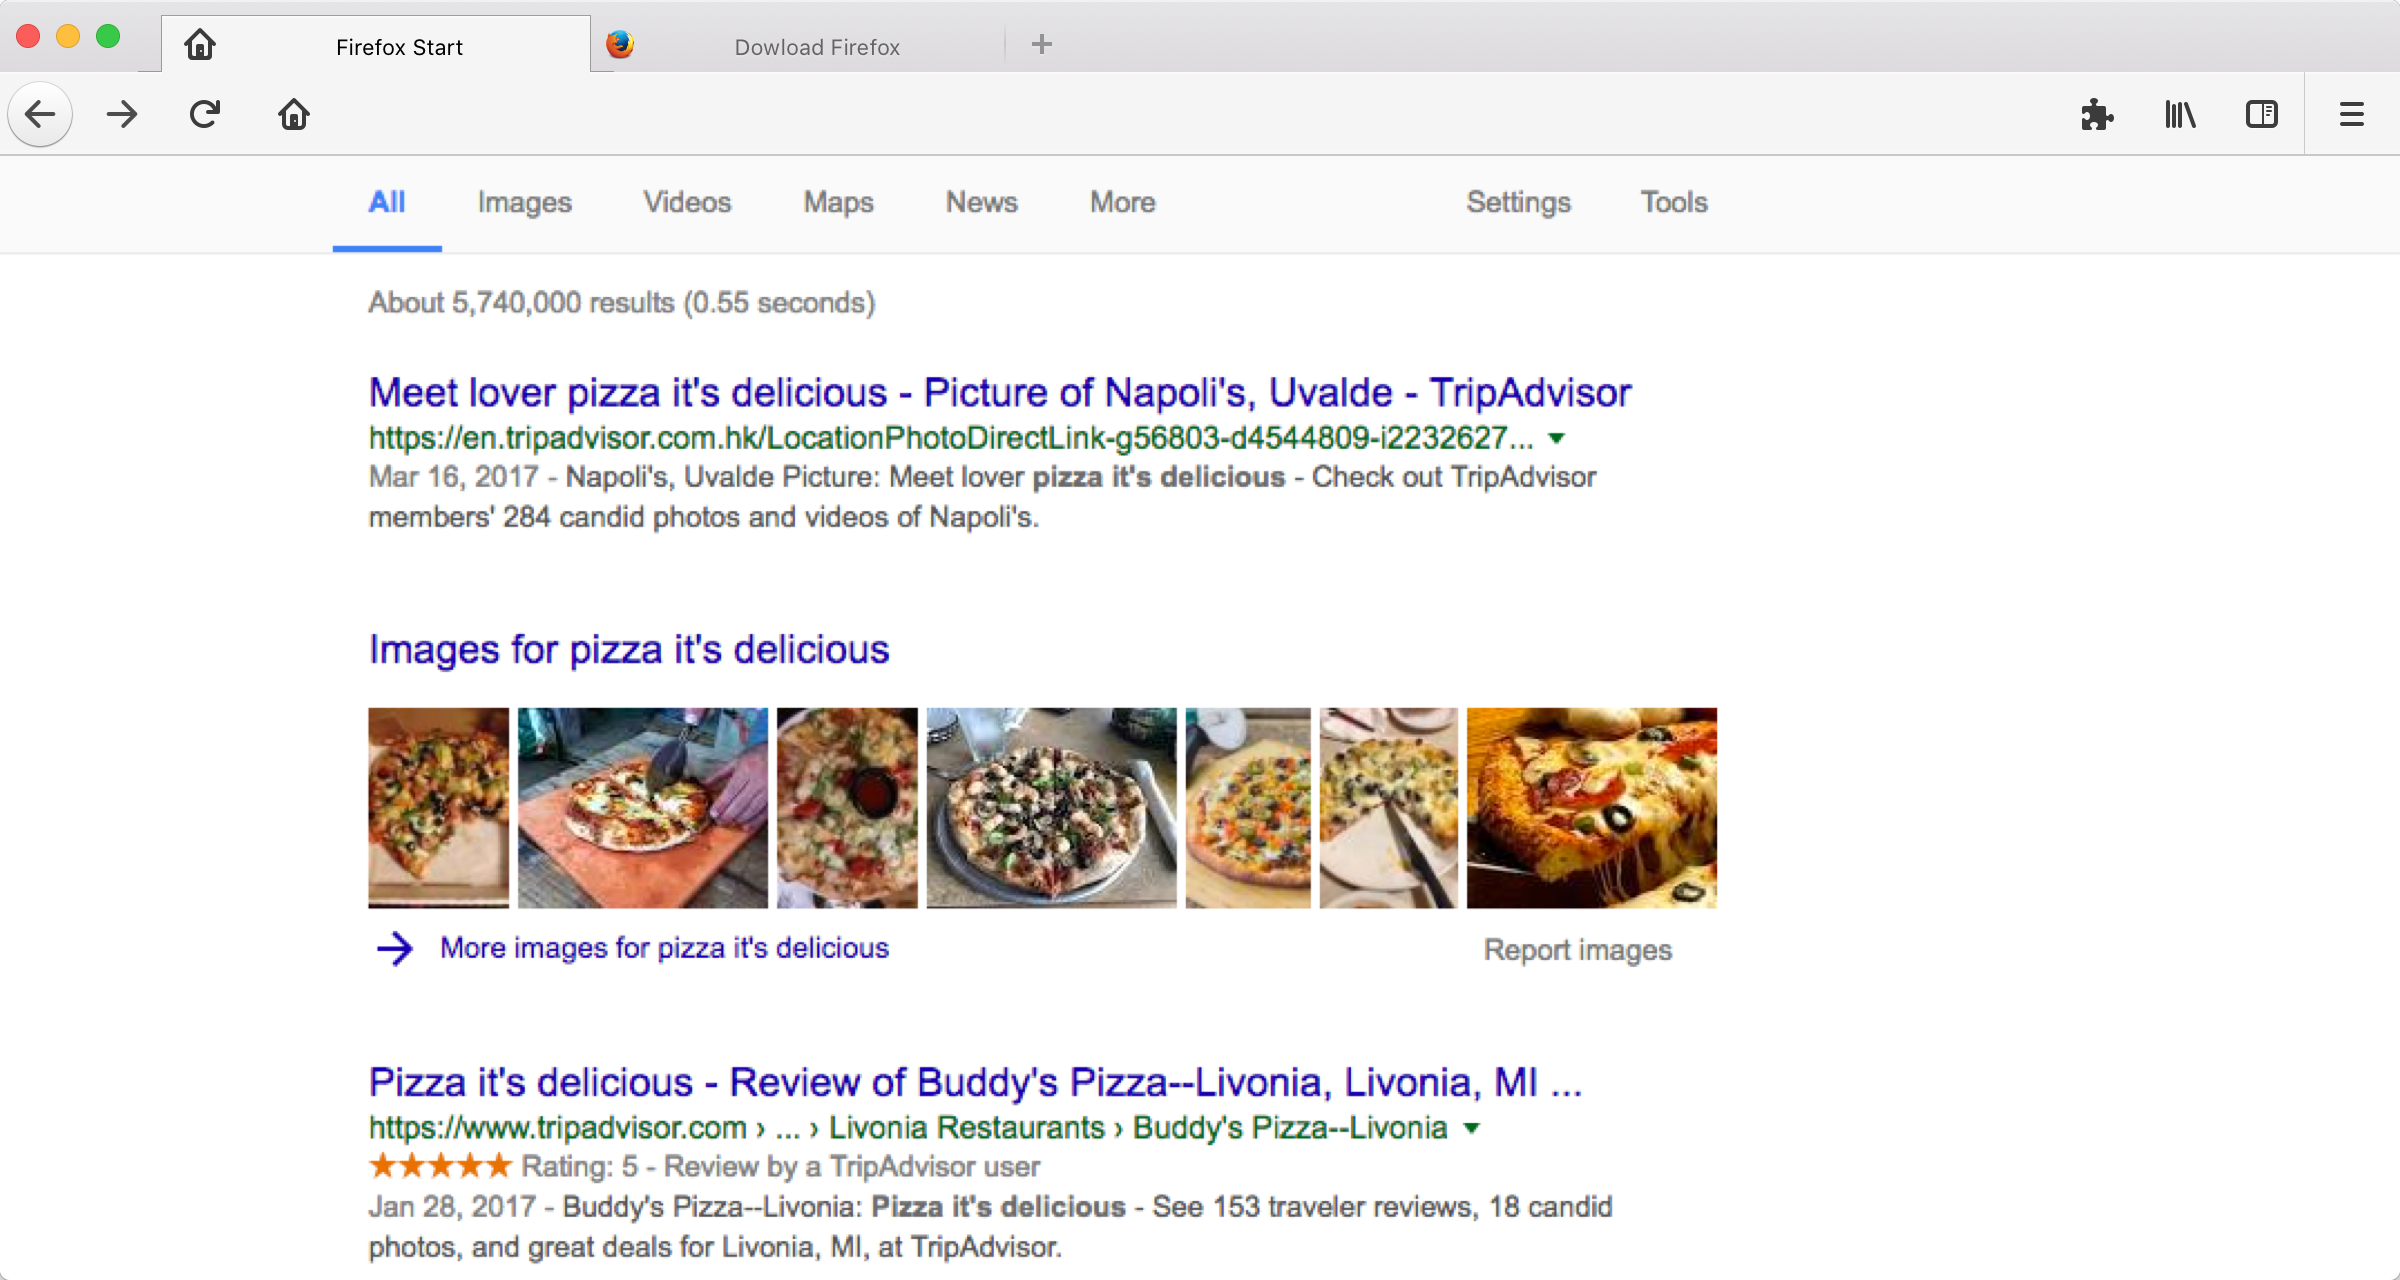 Firefox Start
Dowload Firefox
All Images Videos Maps News More Settings Tools
About 5,740,000 results (0.55 seconds)
Meet lover pizza it's delicious - Picture of Napoli's, Uvalde - TripAdvisor
https://en.tripadvisor.com.hk/LocationPhotoDirectLink-g56803-d4544809-i2232627...
Mar 16, 2017 - Napoli's, Uvalde Picture: Meet lover pizza it's delicious - Check out TripAdvisor
members' 284 candid photos and videos of Napoli's.
Images for pizza it's delicious
More images for pizza it's delicious
Report images
Pizza it's delicious - Review of Buddy's Pizza--Livonia, Livonia, MI ...
https://www.tripadvisor.com › ... › Livonia Restaurants › Buddy's Pizza--Livonia
Rating: 5 - Review by a TripAdvisor user
Jan 28, 2017 - Buddy's Pizza--Livonia: Pizza it's delicious - See 153 traveler reviews, 18 candid
photos, and great deals for Livonia, MI, at TripAdvisor.